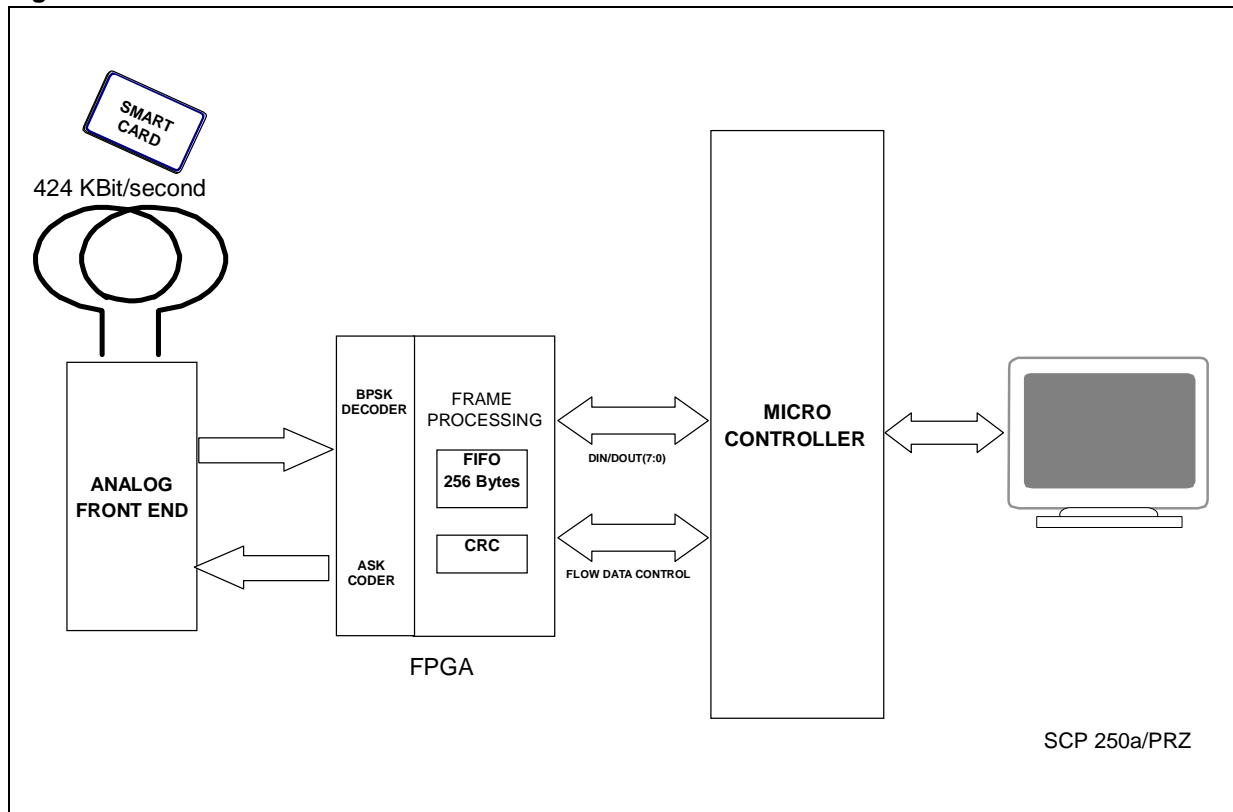 SMART
CARD
424 KBit/second
ANALOG
FRONT END
BPSK
DECODER
ASK
CODER
FRAME
PROCESSING
FIFO
256 Bytes
CRC
FPGA
DIN/DOUT(7:0)
FLOW DATA CONTROL
MICRO
CONTROLLER
SCP 250a/PRZ